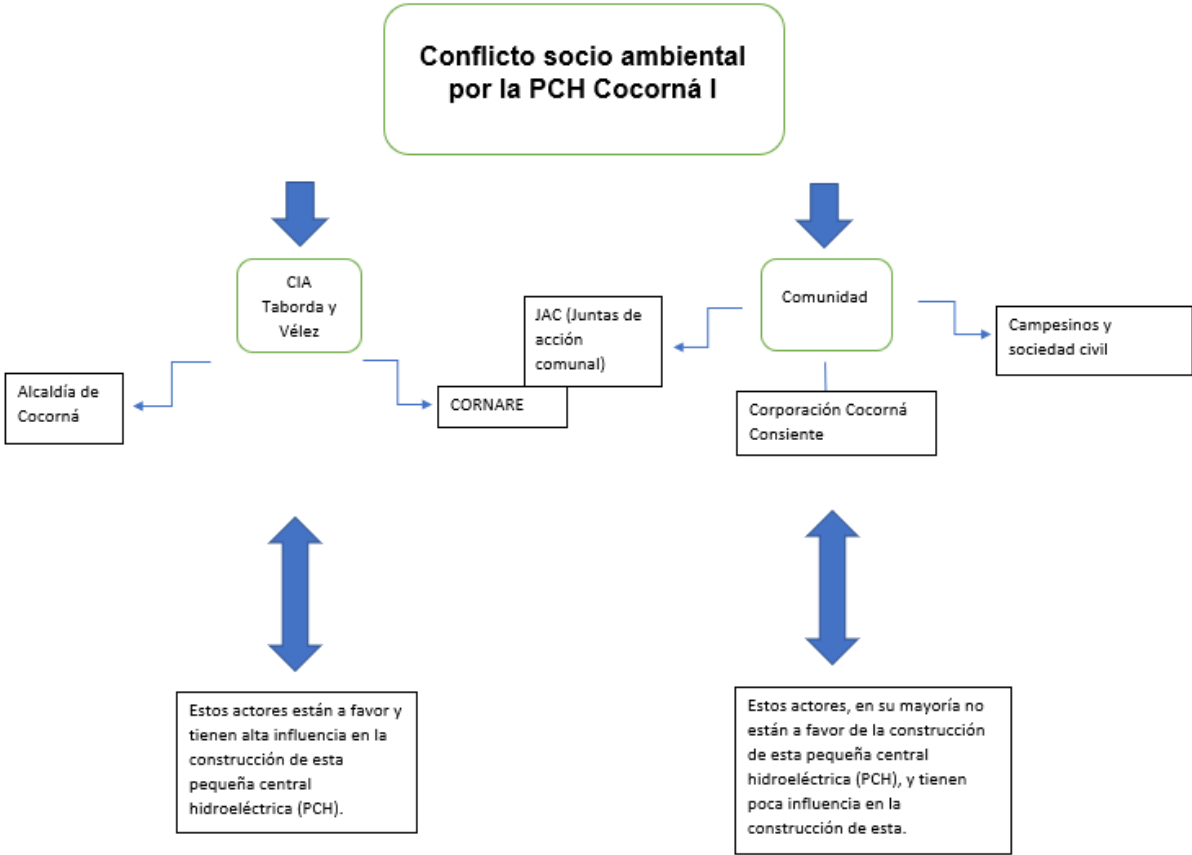 Conflicto socio ambiental
por la PCH Cocorná I
CIA
Taborda y
Vélez
Alcaldía de
Cocorná
CORNARE
Comunidad
JAC (Juntas de
acción
comunal)
Corporación Cocorná
Consiente
Campesinos y
sociedad civil
Estos actores están a favor y
tienen alta influencia en la
construcción de esta
pequeña central
hidroeléctrica (PCH).
Estos actores, en su mayoría no
están a favor de la construcción
de esta pequeña central
hidroeléctrica (PCH), y tienen
poca influencia en la
construcción de esta.